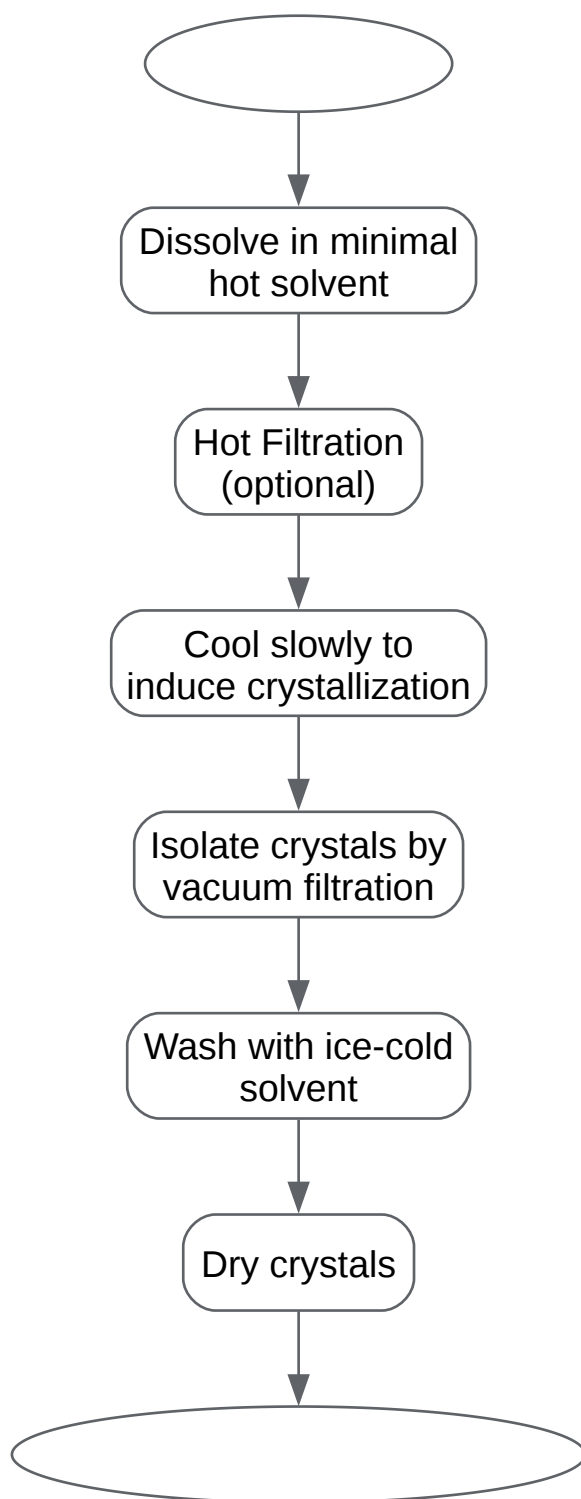 Dissolve in minimal
hot solvent
Hot Filtration
(optional)
Cool slowly to
induce crystallization
Isolate crystals by
vacuum filtration
Wash with ice-cold
solvent
Dry crystals